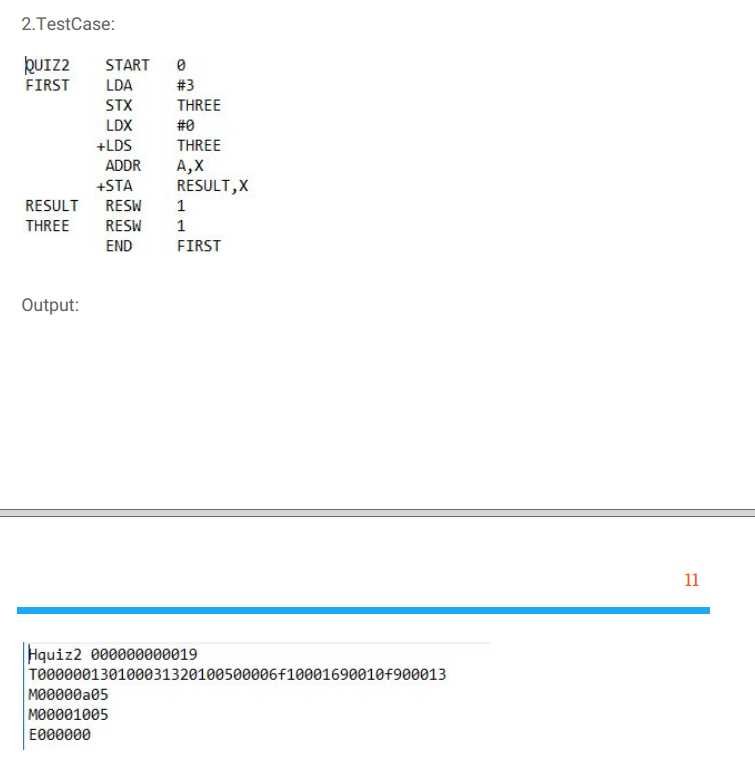 2.TestCase:
QUIZ2 START 0
FIRST LDA #3
STX THREE
LDX #0
+LDS THREE
ADDR A,X
+STA RESULT,X
RESULT RESW 1
THREE RESW 1
END FIRST
Output:
11
Hquiz2 000000000019
T000000130100031320100500006f10001690010f900013
M00000a05
M00001005
E000000